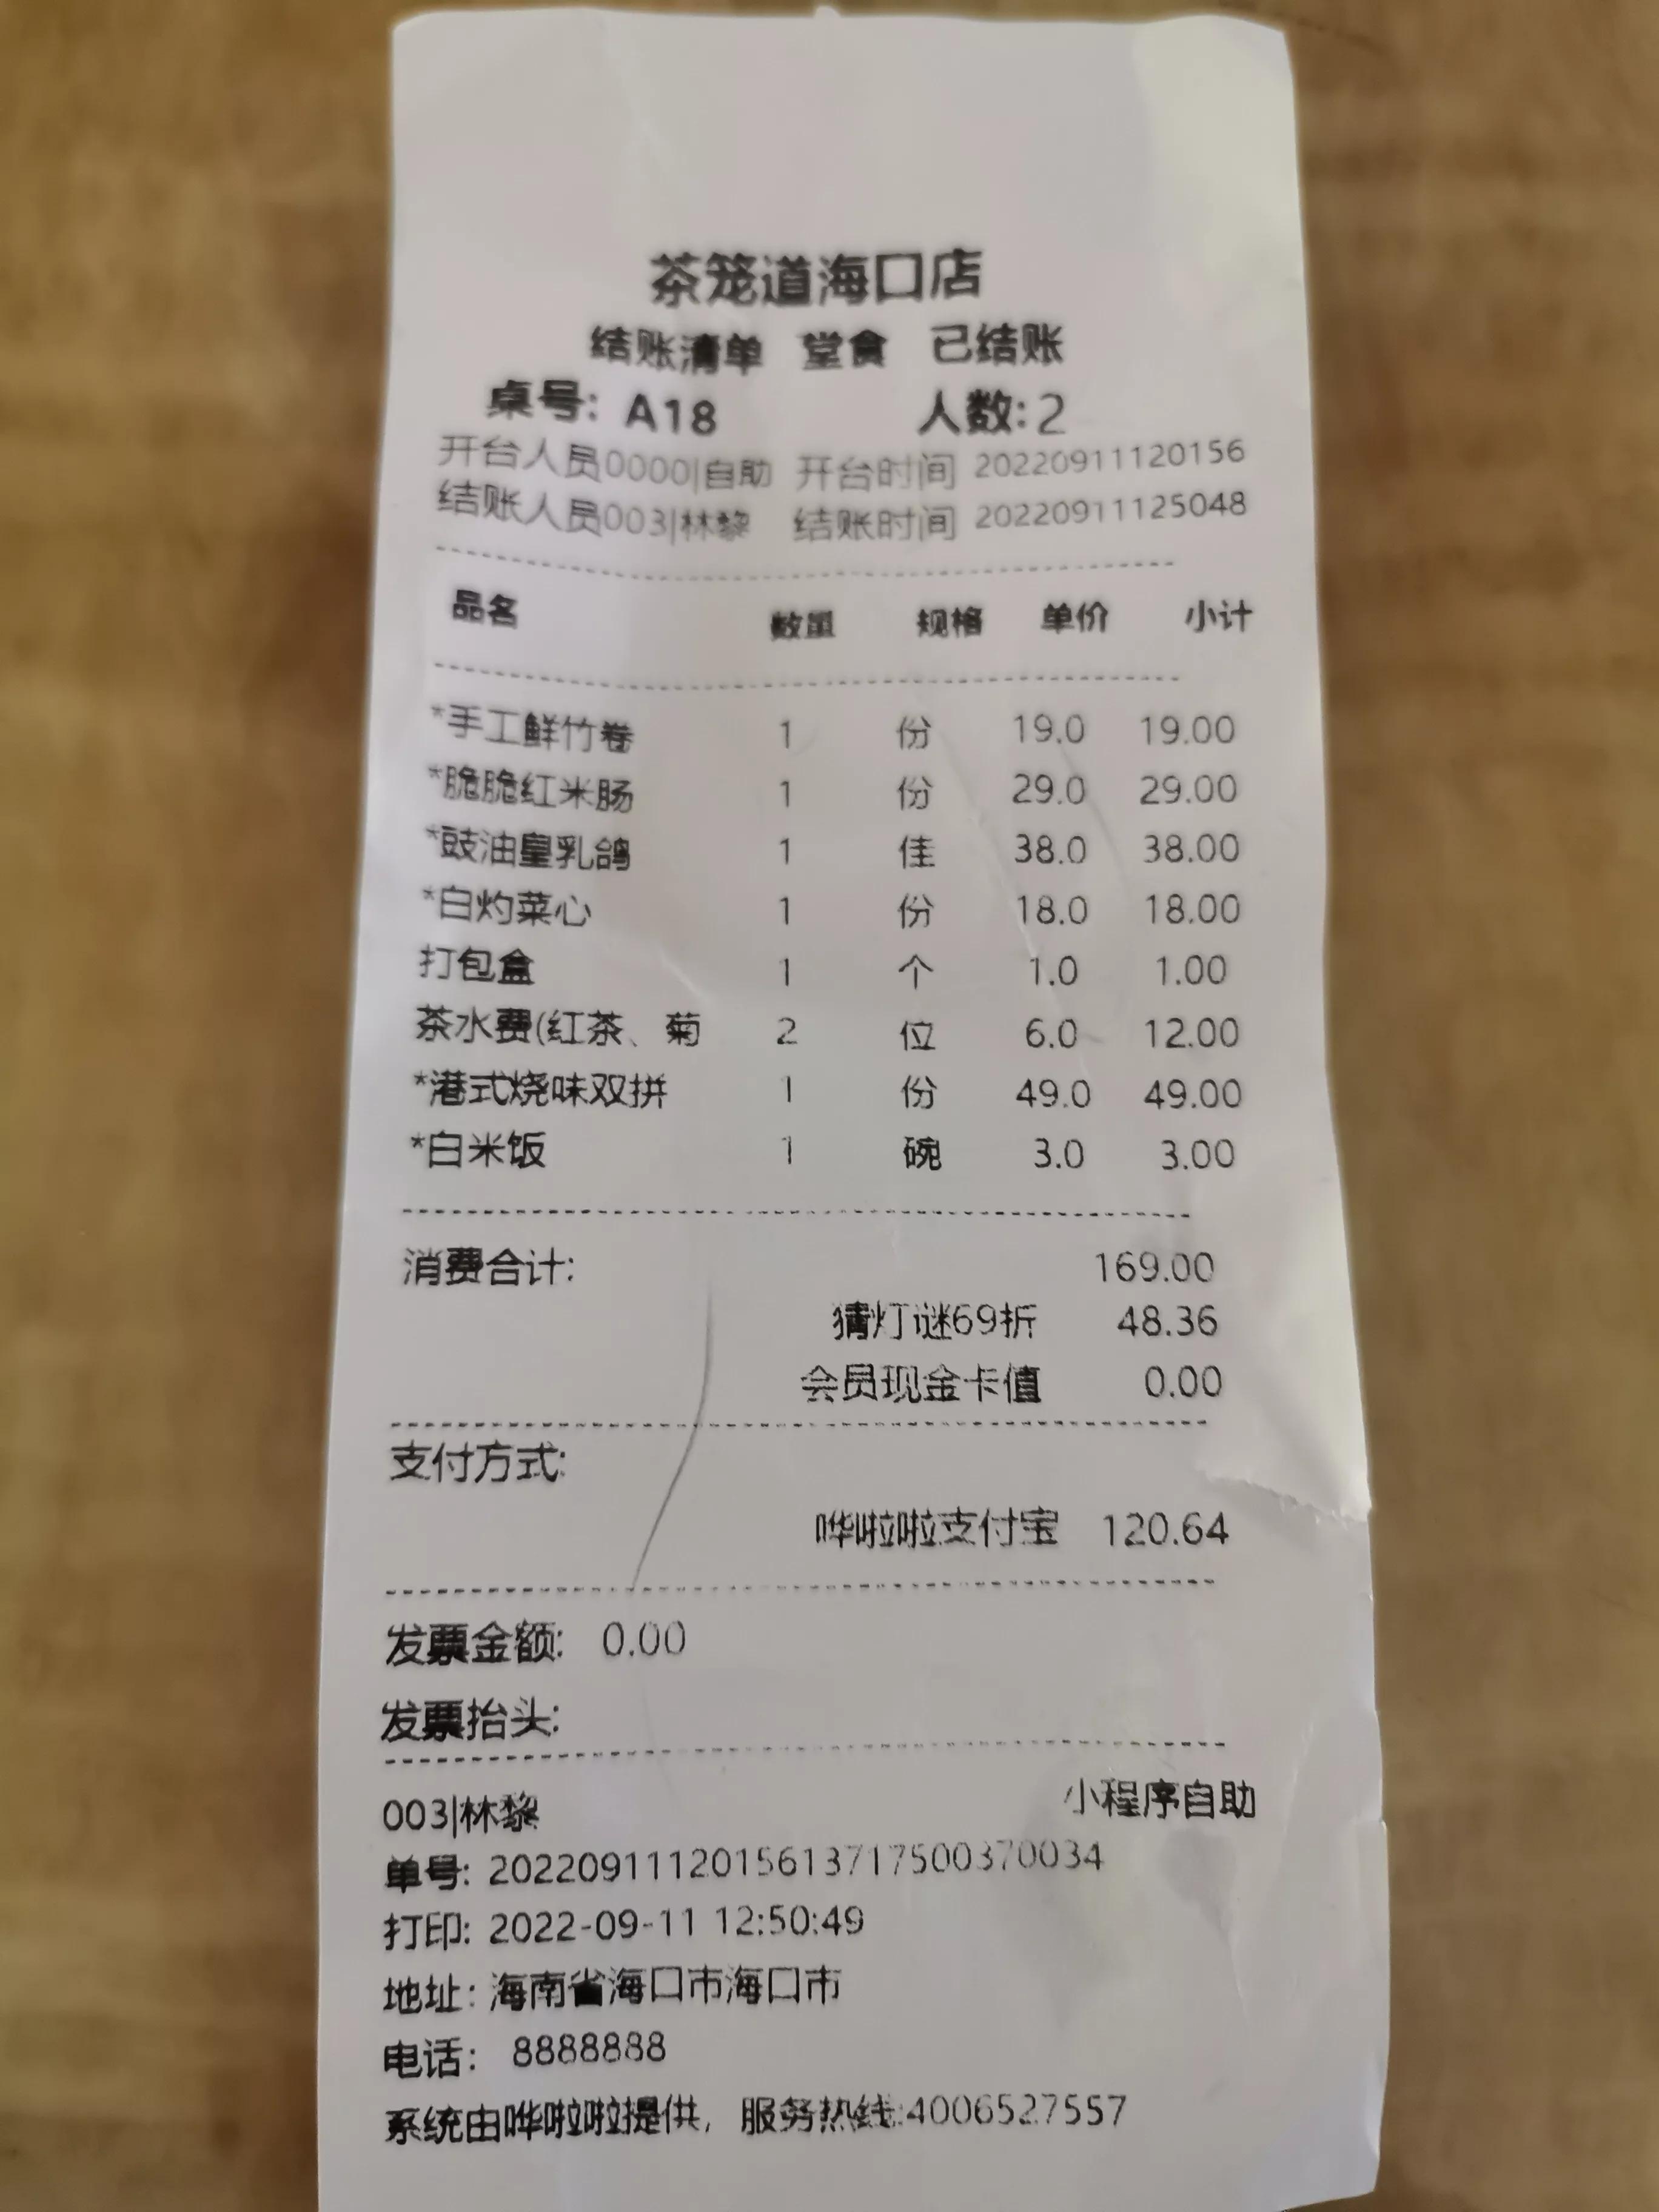 茶笼道海口店
结账清单 堂食 已结账
桌号: A18 人数:2
开台人员0000|自助 开台时间 20220911120156
结账人员003|林黎 结账时间 20220911125048
品名 数量 规格 单价 小计
*手工鲜竹卷 1 份 19.0 19.00
*脆脆红米肠 1 份 29.0 29.00
*豉油皇乳鸽 1 佳 38.0 38.00
*白灼菜心 1 份 18.0 18.00
打包盒 1 个 1.0 1.00
茶水费(红茶、菊 2 位 6.0 12.00
*港式烧味双拼 1 份 49.0 49.00
*白米饭 1 碗 3.0 3.00
消费合计: 169.00
猜灯谜69折 48.36
会员现金卡值 0.00
支付方式:
哗啦啦支付宝 120.64
发票金额: 0.00
发票抬头:
003|林黎 小程序自助
单号: 2022091112015613717500370034
打印: 2022-09-11 12:50:49
地址: 海南省海口市海口市
电话: 8888888
系统由哗啦啦提供, 服务热线:4006527557